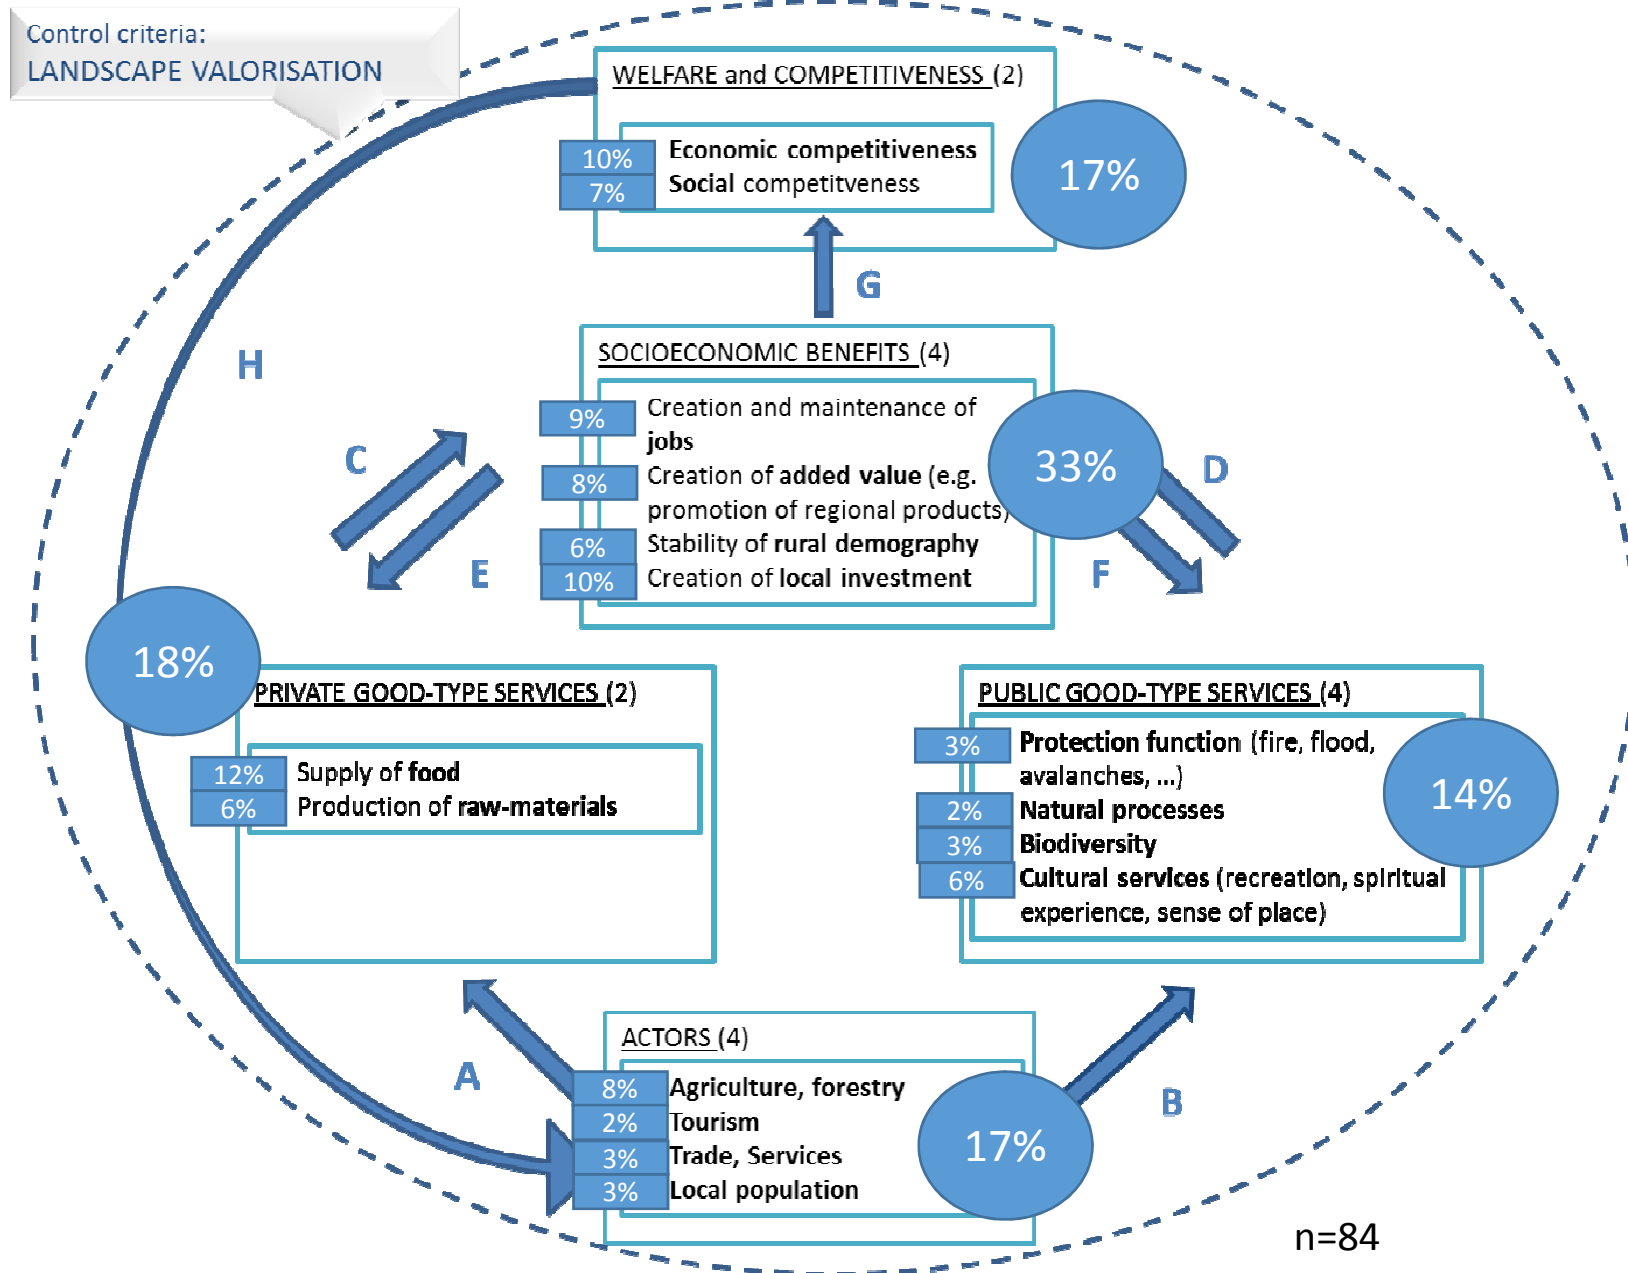 Control criteria:
LANDSCAPE VALORISATION
WELFARE and COMPETITIVENESS (2)
10% Economic competitiveness
7% Social competitveness
17%
G
H
SOCIOECONOMIC BENEFITS (4)
9% Creation and maintenance of
jobs
8% Creation of added value (e.g.
promotion of regional products)
6% Stability of rural demography
10% Creation of local investment
33%
C
D
E
F
18%
PRIVATE GOOD-TYPE SERVICES (2)
12% Supply of food
6% Production of raw-materials
PUBLIC GOOD-TYPE SERVICES (4)
3% Protection function (fire, flood,
avalanches, ...)
2% Natural processes
3% Biodiversity
6% Cultural services (recreation, spiritual
experience, sense of place)
14%
A
B
ACTORS (4)
8% Agriculture, forestry
2% Tourism
3% Trade, Services
3% Local population
17%
n=84